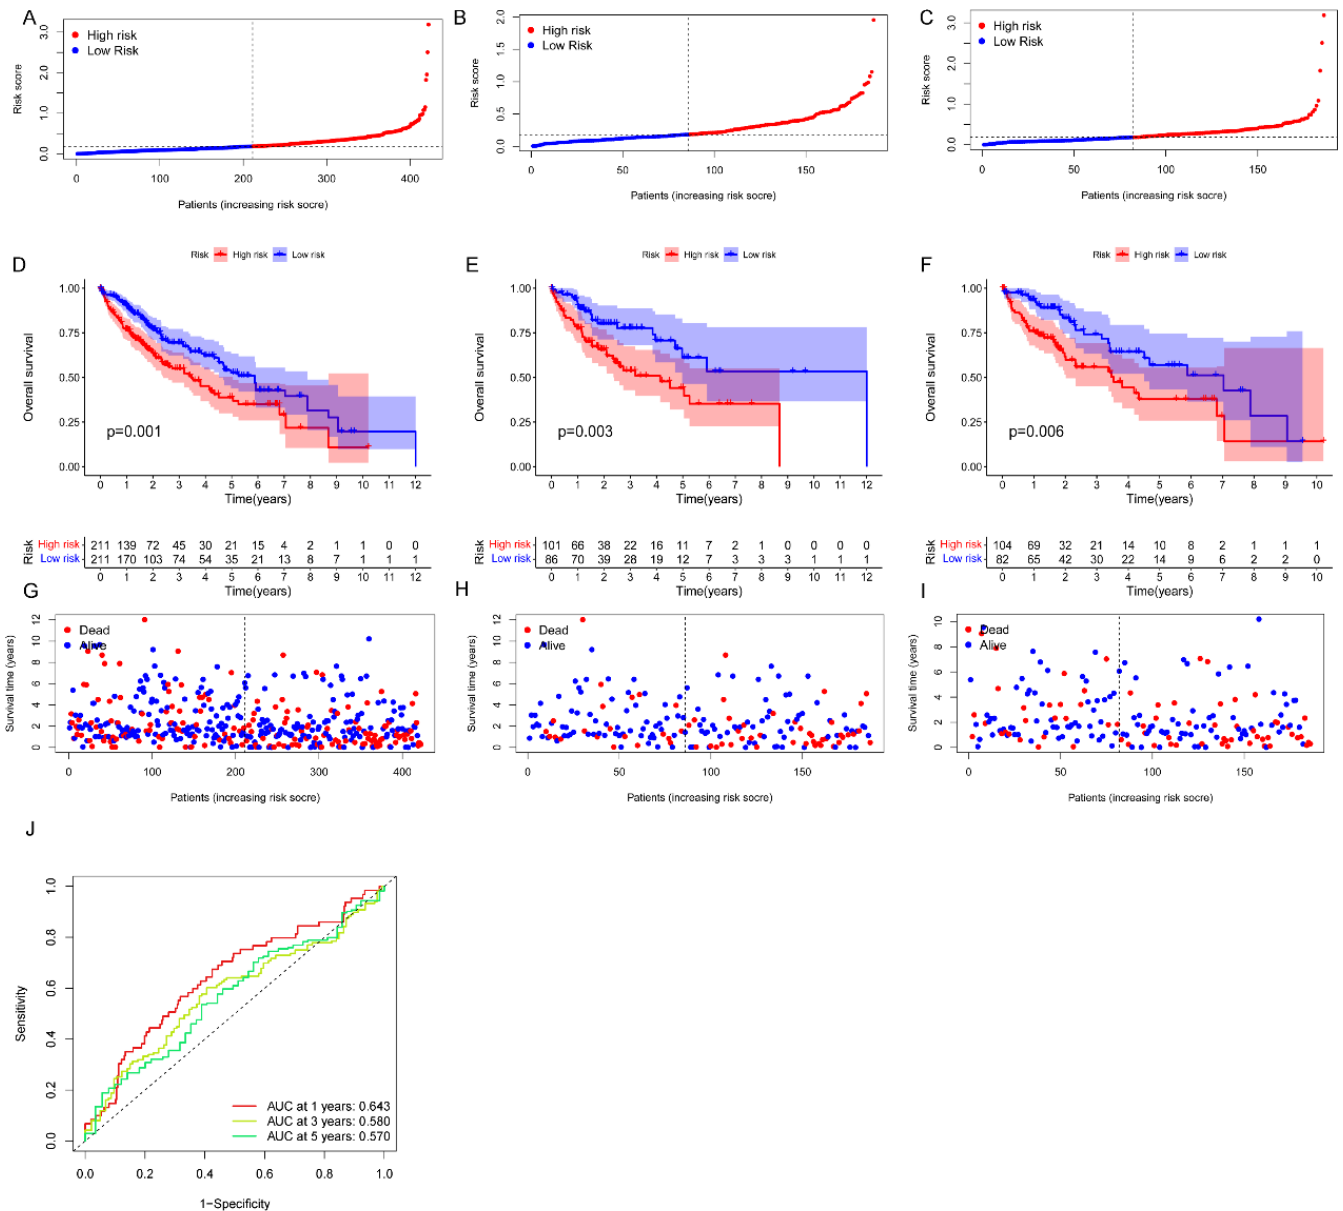 A
High risk
Low Risk
Risk score
0.0 1.0 2.0 3.0
0 100 200 300 400
Patients (increasing risk socre)
B
High risk
Low Risk
Risk score
0.0 0.5 1.0 1.5 2.0
0 50 100 150
Patients (increasing risk socre)
C
High risk
Low Risk
Risk score
0.0 1.0 2.0 3.0
0 50 100 150
Patients (increasing risk socre)
D
Risk High risk Low risk
Overall survival
1.00
0.75
0.50
0.25
0.00
p=0.001
0 1 2 3 4 5 6 7 8 9 10 11 12
Time(years)
Risk
High risk 211 139 72 45 30 21 15 4 2 1 1 0 0
Low risk 211 170 103 74 54 35 21 13 8 7 1 1 1
0 1 2 3 4 5 6 7 8 9 10 11 12
Time(years)
E
Risk High risk Low risk
Overall survival
1.00
0.75
0.50
0.25
0.00
p=0.003
0 1 2 3 4 5 6 7 8 9 10 11 12
Time(years)
Risk
High risk 101 66 38 22 16 11 7 2 1 0 0 0 0
Low risk 86 70 39 28 19 12 7 3 3 3 1 1 1
0 1 2 3 4 5 6 7 8 9 10 11 12
Time(years)
F
Risk High risk Low risk
Overall survival
1.00
0.75
0.50
0.25
0.00
p=0.006
0 1 2 3 4 5 6 7 8 9 10
Time(years)
Risk
High risk 104 69 32 21 14 10 8 2 1 1 1
Low risk 82 65 42 30 22 14 9 6 2 2 0
0 1 2 3 4 5 6 7 8 9 10
Time(years)
G
Dead
Alive
Survival time (years)
0 2 4 6 8 10 12
0 100 200 300 400
Patients (increasing risk socre)
H
Dead
Alive
Survival time (years)
0 2 4 6 8 10 12
0 50 100 150
Patients (increasing risk socre)
I
Dead
Alive
Survival time (years)
0 2 4 6 8 10
0 50 100 150
Patients (increasing risk socre)
J
Sensitivity
0.0 0.2 0.4 0.6 0.8 1.0
AUC at 1 years: 0.643
AUC at 3 years: 0.580
AUC at 5 years: 0.570
0.0 0.2 0.4 0.6 0.8 1.0
1−Specificity